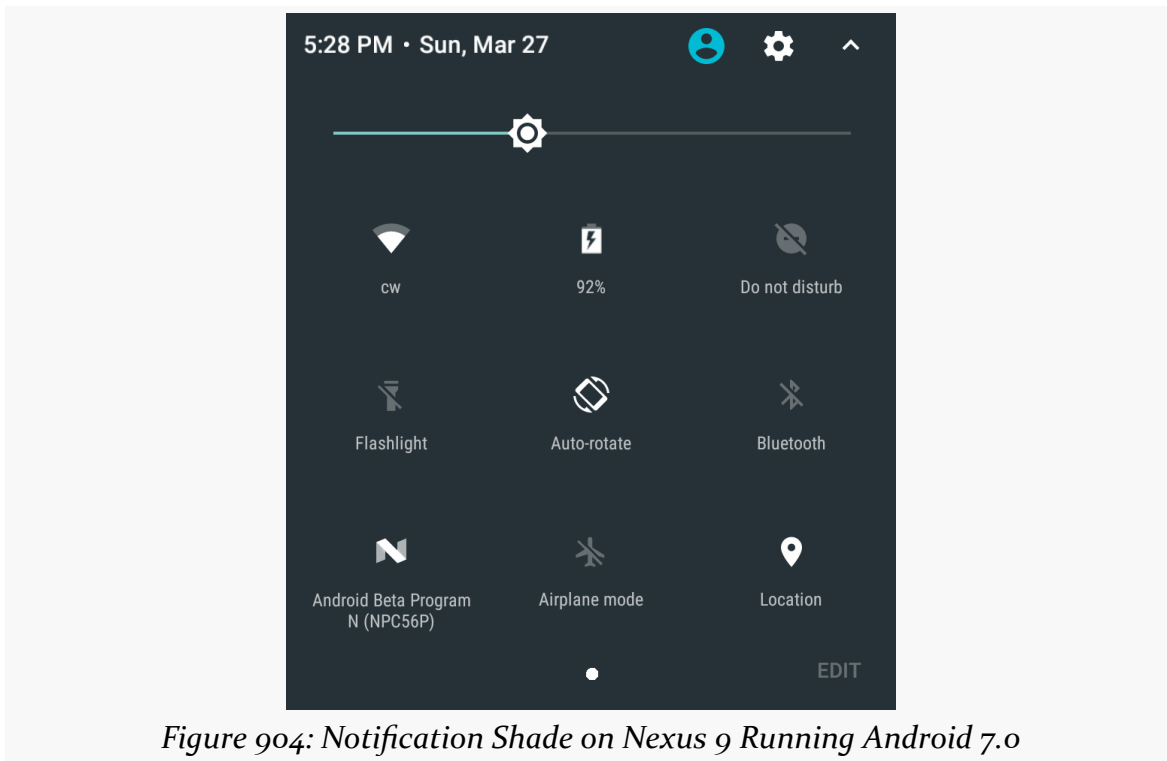 5:28 PM • Sun, Mar 27
cw
92%
Do not disturb
Flashlight
Auto-rotate
Bluetooth
Android Beta Program
N (NPC56P)
Airplane mode
Location
EDIT
Figure 904: Notification Shade on Nexus 9 Running Android 7.0